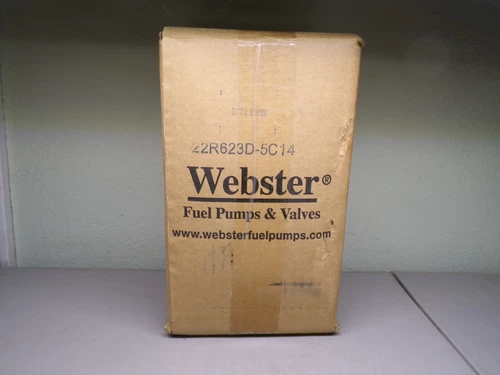 22R623D-5C14
Webster®
Fuel Pumps & Valves
www.websterfuelpumps.com